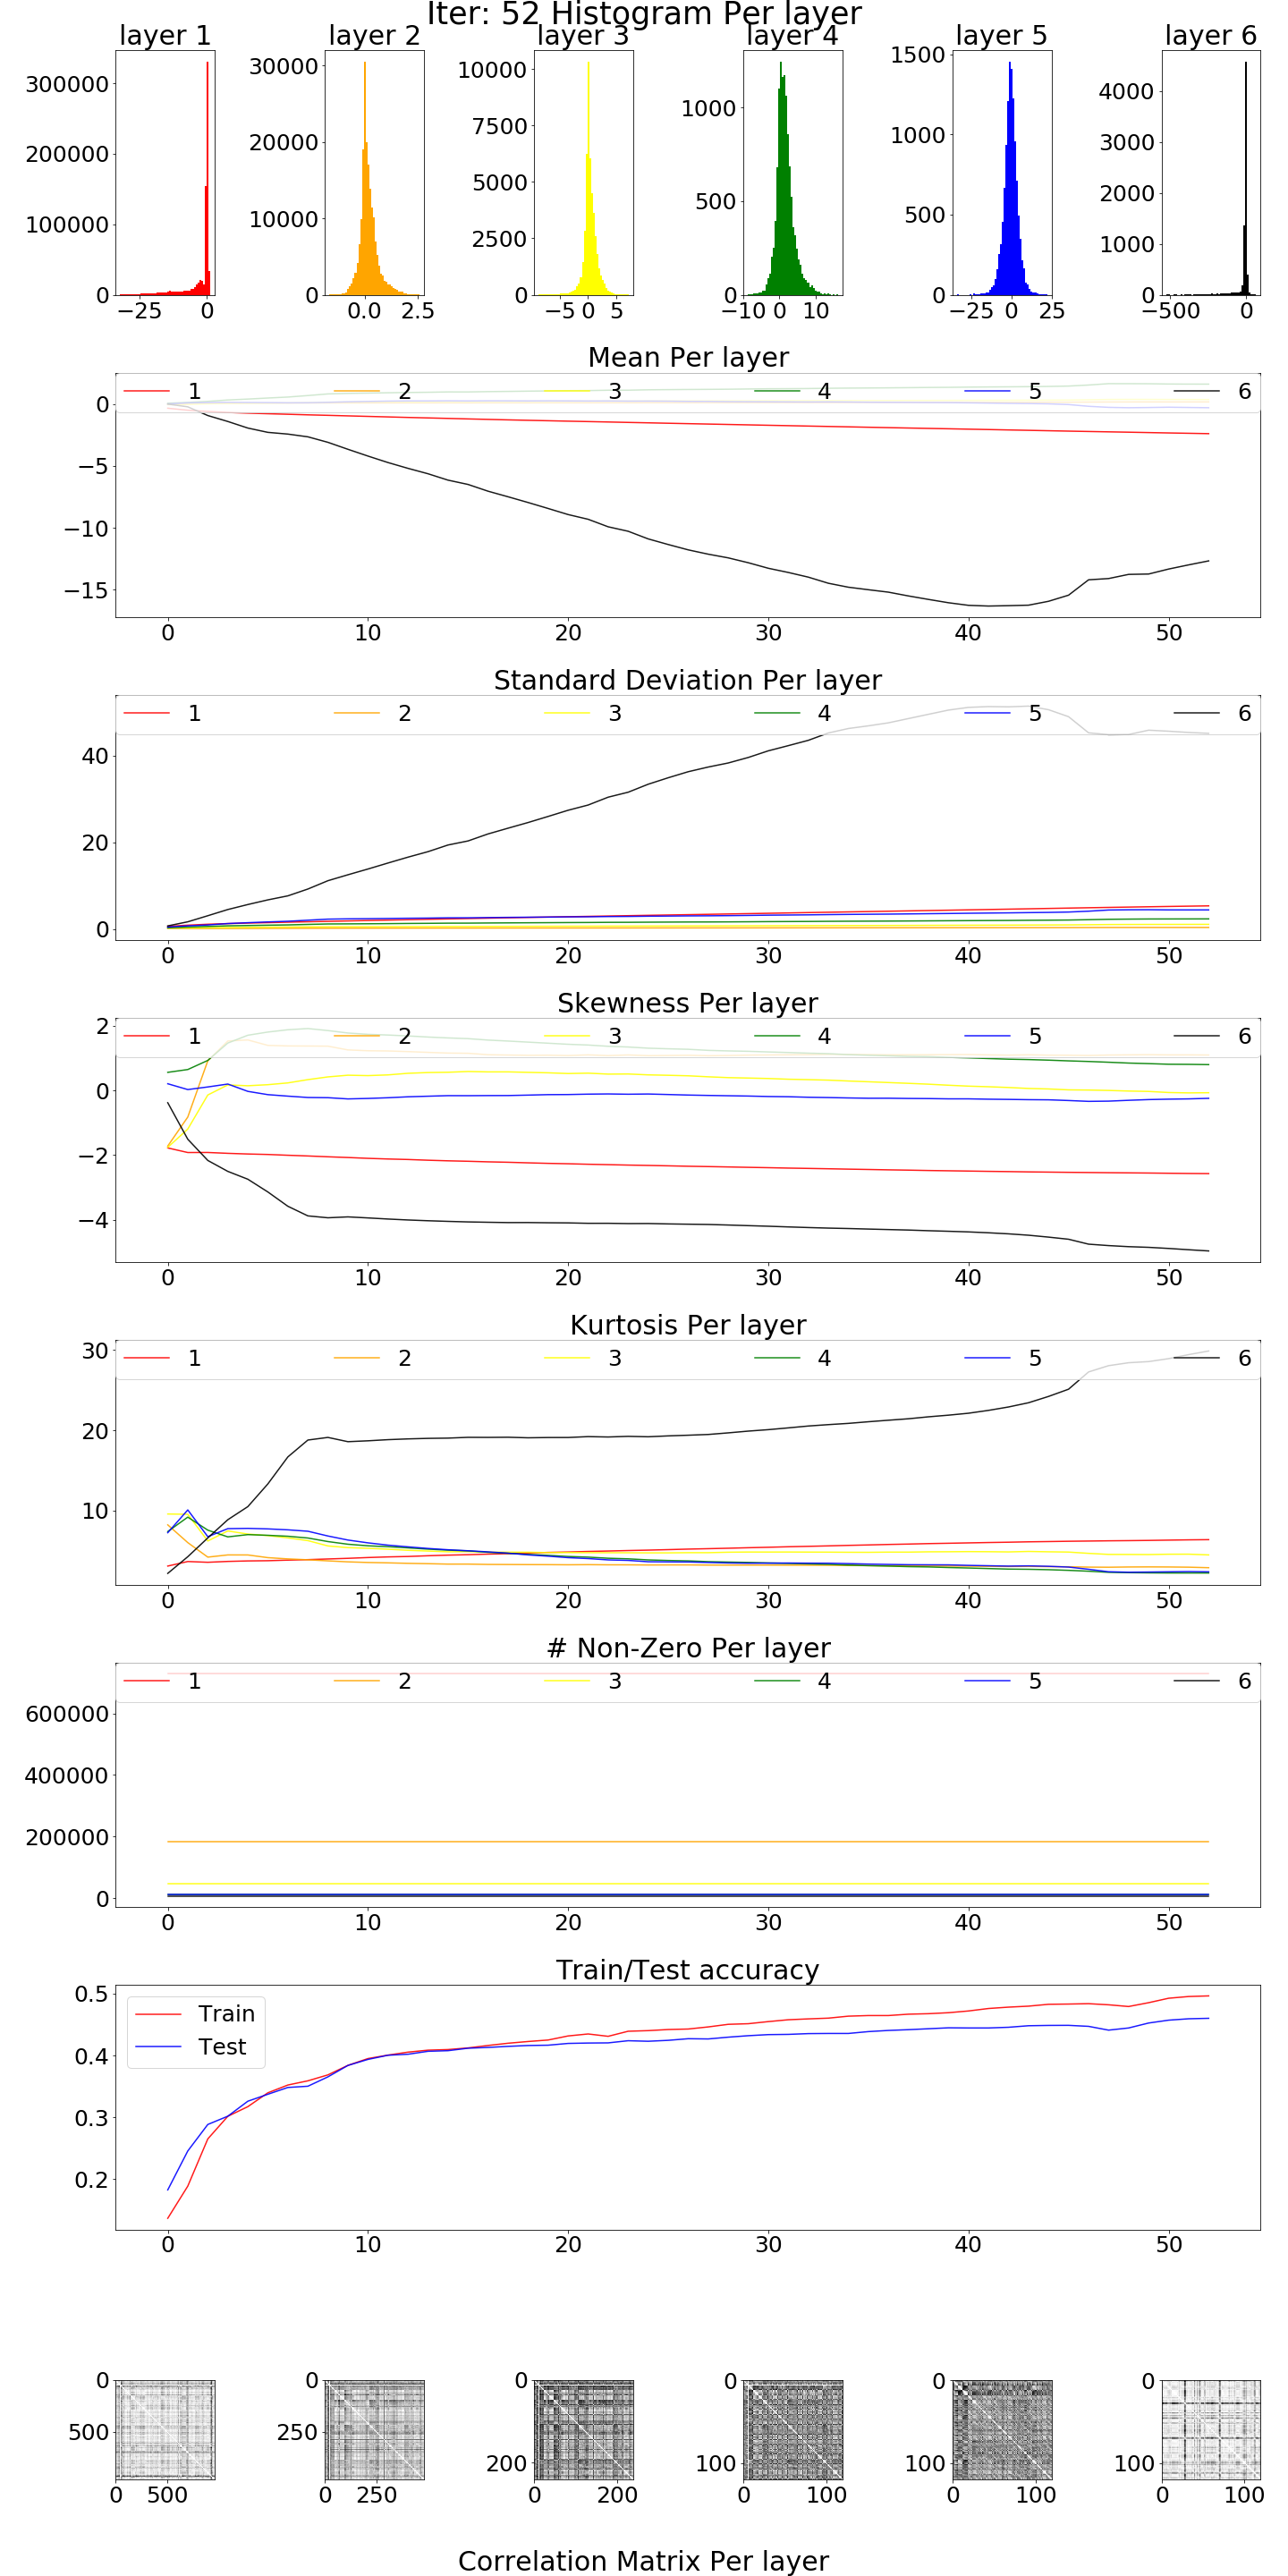 Iter: 52 Histogram Per layer
layer 1 layer 2 layer 3 layer 4 layer 5 layer 6
300000
200000
100000
0
−25 0
30000
20000
10000
0
0.0 2.5
10000
7500
5000
2500
0
−5 0 5
1000
500
0
−10 0 10
1500
1000
500
0
−25 0 25
4000
3000
2000
1000
0
−500 0
Mean Per layer
1 2 3 4 5 6
0
−5
−10
−15
0 10 20 30 40 50
Standard Deviation Per layer
1 2 3 4 5 6
40
20
0
0 10 20 30 40 50
Skewness Per layer
1 2 3 4 5 6
2
0
−2
−4
0 10 20 30 40 50
Kurtosis Per layer
1 2 3 4 5 6
30
20
10
0 10 20 30 40 50
# Non-Zero Per layer
1 2 3 4 5 6
600000
400000
200000
0
0 10 20 30 40 50
Train/Test accuracy
Train
Test
0.5
0.4
0.3
0.2
0 10 20 30 40 50
0
500
0 500
0
250
0 250
0
200
0 200
0
100
0 100
0
100
0 100
0
100
0 100
Correlation Matrix Per layer